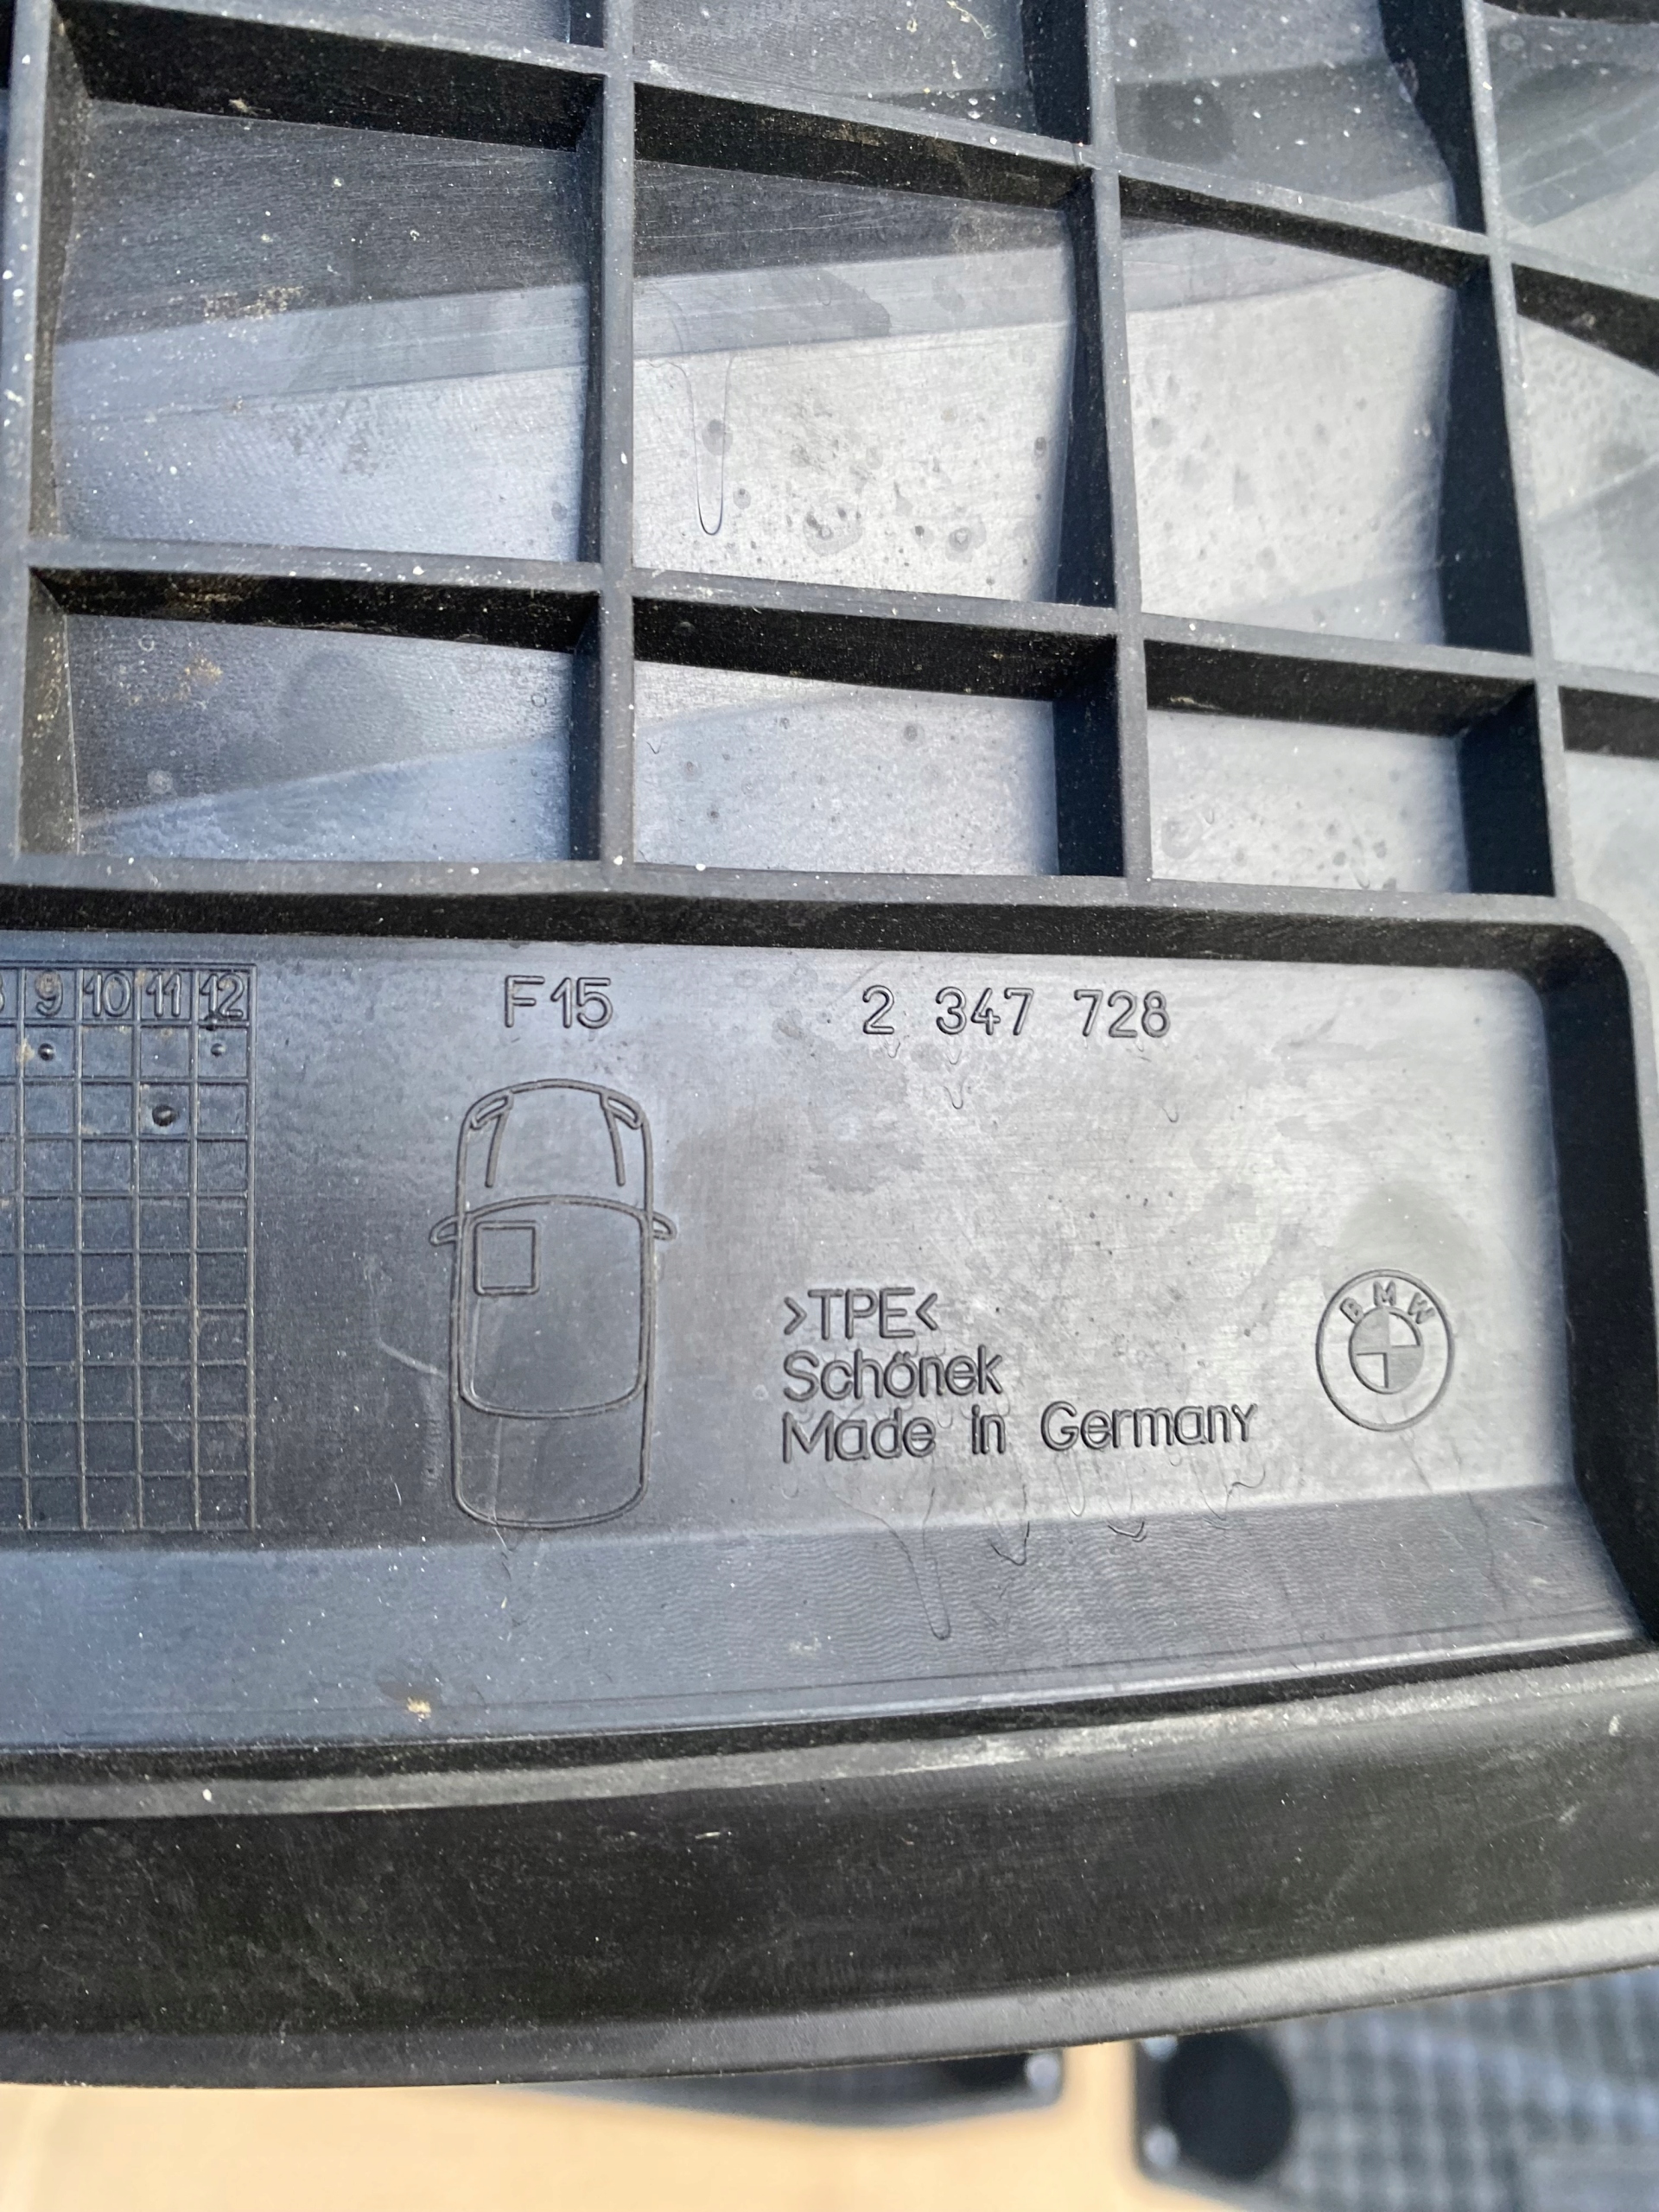 9 10 11 12
F15
2 347 728
>TPE<
Schönek
Made in Germany
BMW